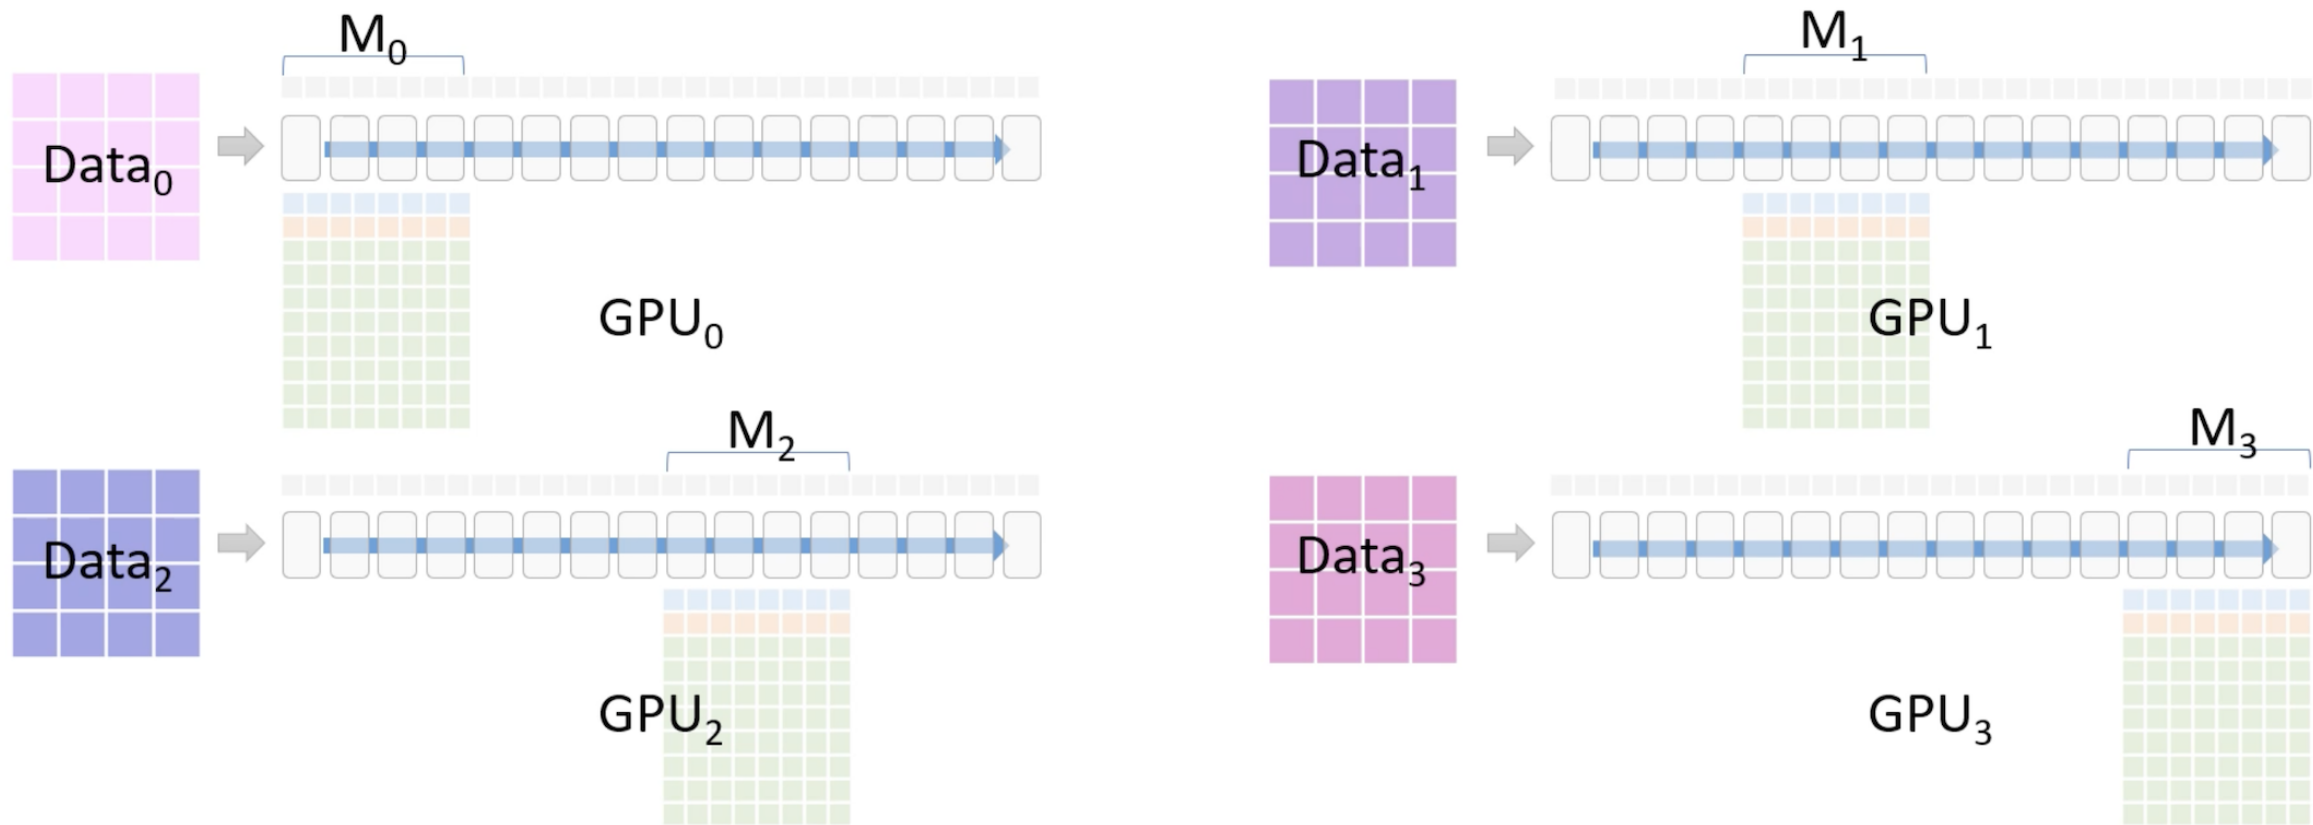 M₀
M₁
Data₀
Data₁
GPU₀
GPU₁
M₂
M₃
Data₂
Data₃
GPU₂
GPU₃